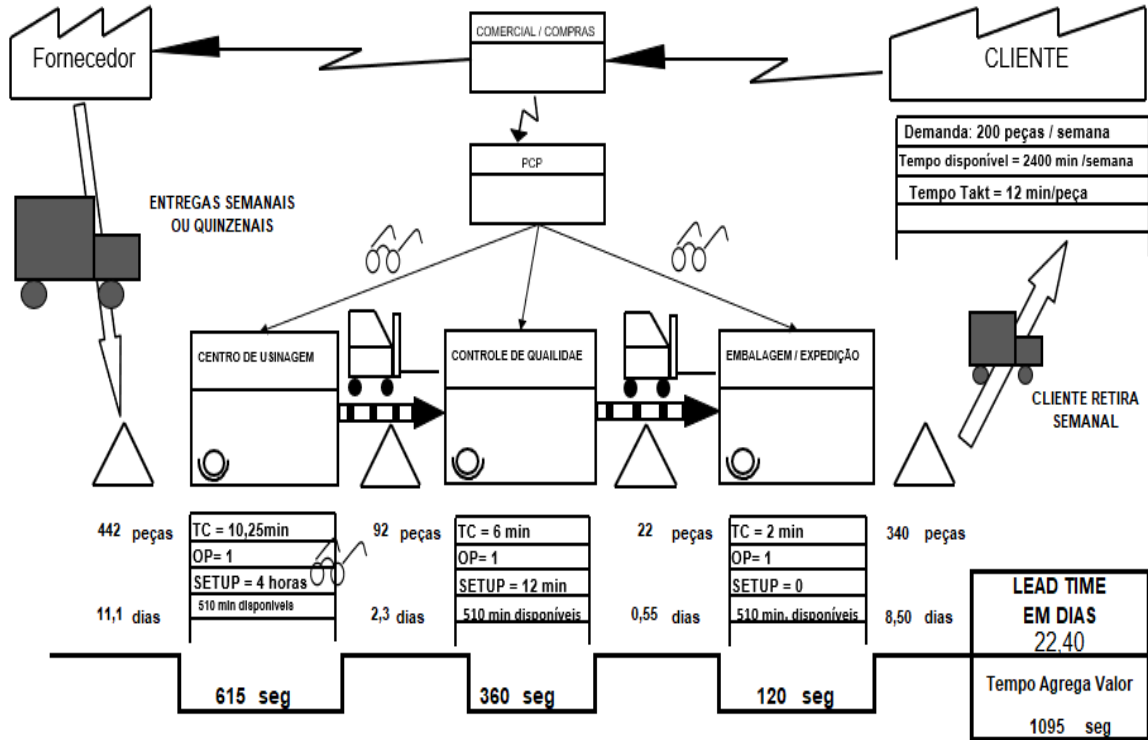 Fornecedor
COMERCIAL / COMPRAS
CLIENTE
Demanda: 200 peças / semana
Tempo disponível = 2400 min /semana
Tempo Takt = 12 min/peça
PCP
ENTREGAS SEMANAIS
OU QUINZENAIS
CENTRO DE USINAGEM
CONTROLE DE QUAILIDAE
EMBALAGEM / EXPEDIÇÃO
CLIENTE RETIRA
SEMANAL
442 peças
TC = 10,25min
OP= 1
SETUP = 4 horas
510 min disponiveis
11,1 dias
92 peças
TC = 6 min
OP= 1
SETUP = 12 min
510 min disponíveis
2,3 dias
22 peças
TC = 2 min
OP= 1
SETUP = 0
510 min. disponíveis
0,55 dias
340 peças
8,50 dias
LEAD TIME
EM DIAS
22,40
Tempo Agrega Valor
1095 seg
615 seg
360 seg
120 seg